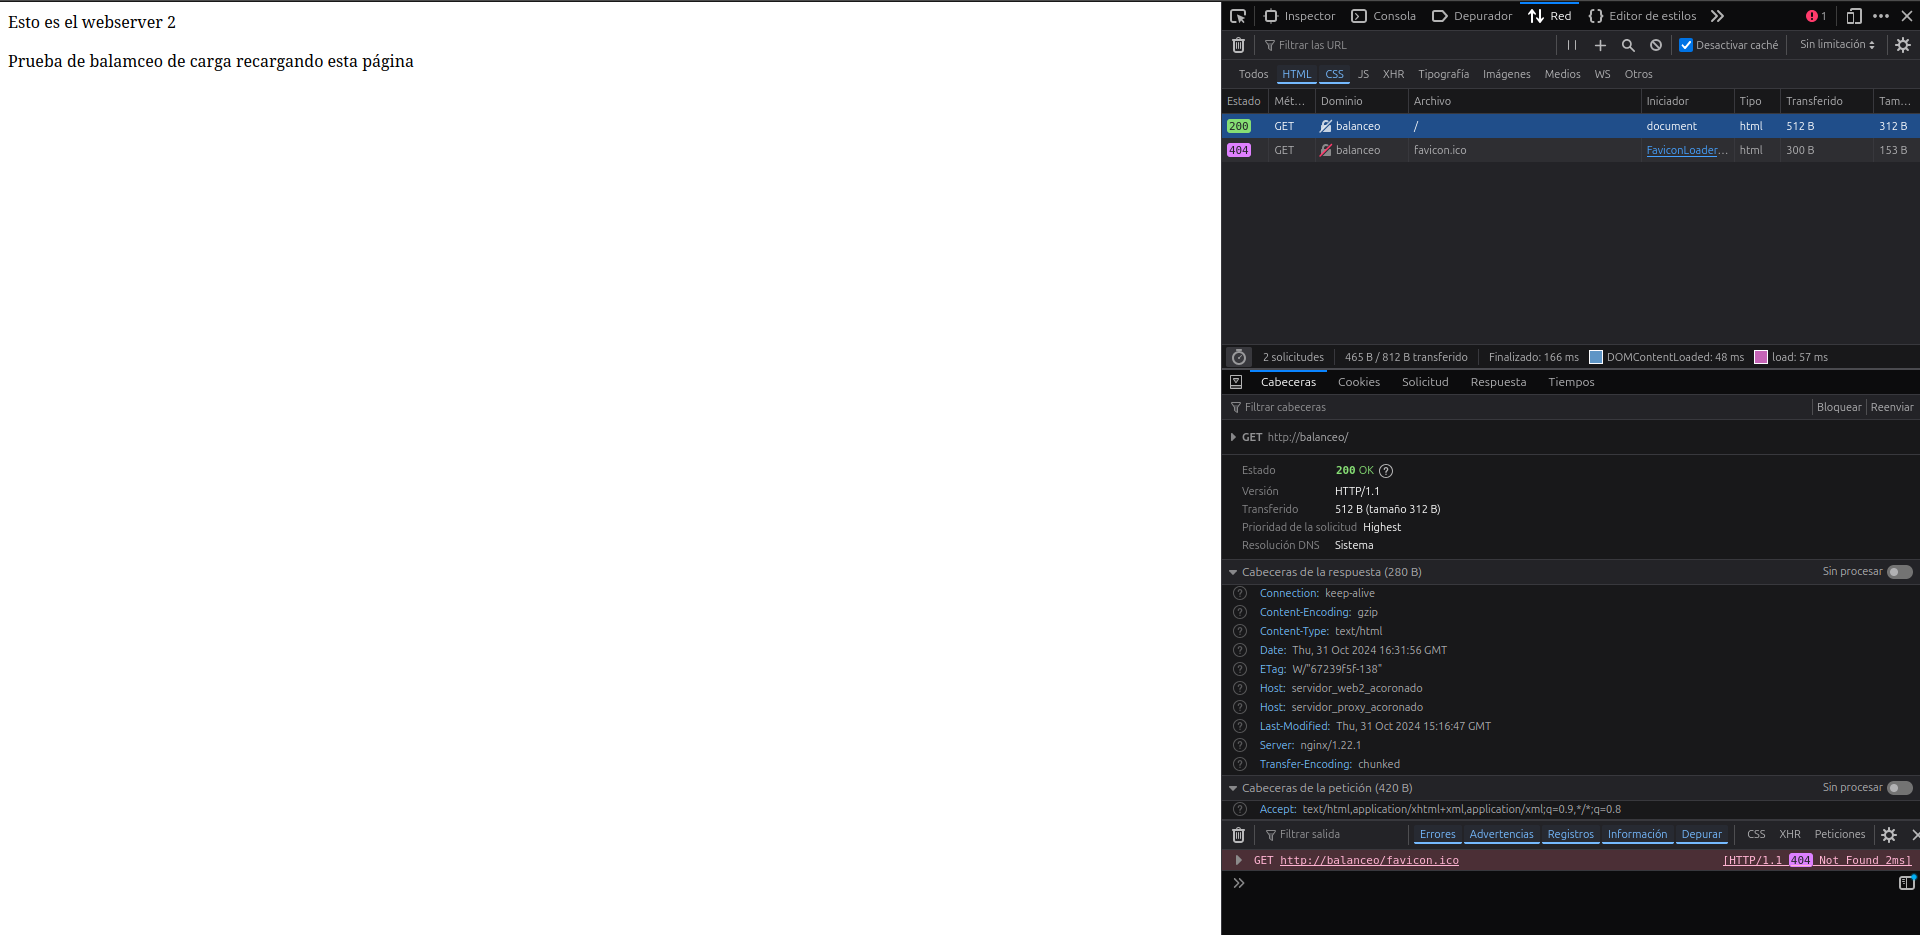 Esto es el webserver 2
Prueba de balamceo de carga recargando esta página
Inspector Consola Depurador Red Editor de estilos 1
Filtrar las URL Desactivar caché Sin limitación
Todos HTML CSS JS XHR Tipografía Imágenes Medios WS Otros
Estado Mét... Dominio Archivo Iniciador Tipo Transferido Tam...
200 GET balanceo / document html 512 B 312 B
404 GET balanceo favicon.ico FaviconLoader... html 300 B 153 B
2 solicitudes 465 B / 812 B transferido Finalizado: 166 ms DOMContentLoaded: 48 ms load: 57 ms
Cabeceras Cookies Solicitud Respuesta Tiempos
Filtrar cabeceras Bloquear Reenviar
GET http://balanceo/
Estado 200 OK
Versión HTTP/1.1
Transferido 512 B (tamaño 312 B)
Prioridad de la solicitud Highest
Resolución DNS Sistema
Cabeceras de la respuesta (280 B) Sin procesar
Connection: keep-alive
Content-Encoding: gzip
Content-Type: text/html
Date: Thu, 31 Oct 2024 16:31:56 GMT
ETag: W/"67239f5f-138"
Host: servidor_web2_acoronado
Host: servidor_proxy_acoronado
Last-Modified: Thu, 31 Oct 2024 15:16:47 GMT
Server: nginx/1.22.1
Transfer-Encoding: chunked
Cabeceras de la petición (420 B) Sin procesar
Accept: text/html,application/xhtml+xml,application/xml;q=0.9,*/*;q=0.8
Filtrar salida Errores Advertencias Registros Información Depurar CSS XHR Peticiones
GET http://balanceo/favicon.ico [HTTP/1.1 404 Not Found 2ms]